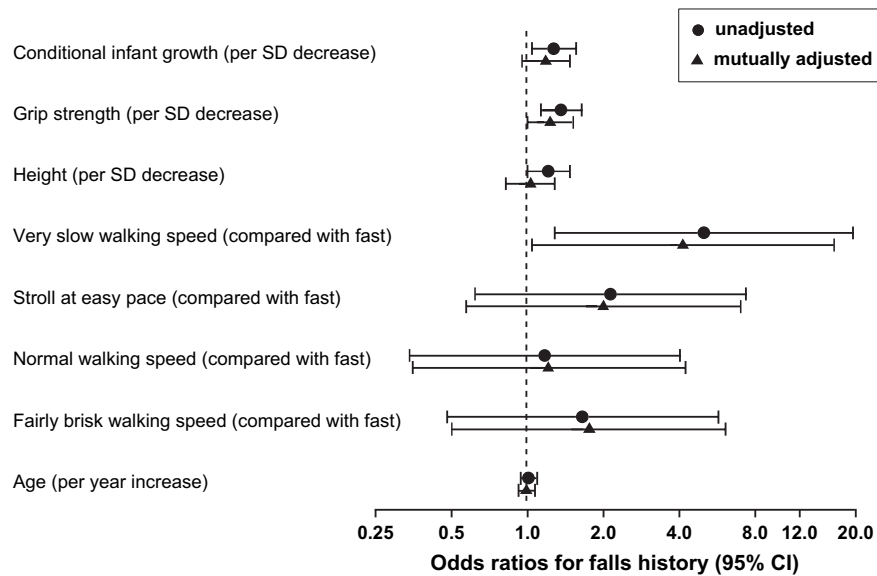 unadjusted
mutually adjusted
Conditional infant growth (per SD decrease)
Grip strength (per SD decrease)
Height (per SD decrease)
Very slow walking speed (compared with fast)
Stroll at easy pace (compared with fast)
Normal walking speed (compared with fast)
Fairly brisk walking speed (compared with fast)
Age (per year increase)
0.25 0.5 1.0 2.0 4.0 8.0 12.0 20.0
Odds ratios for falls history (95% CI)